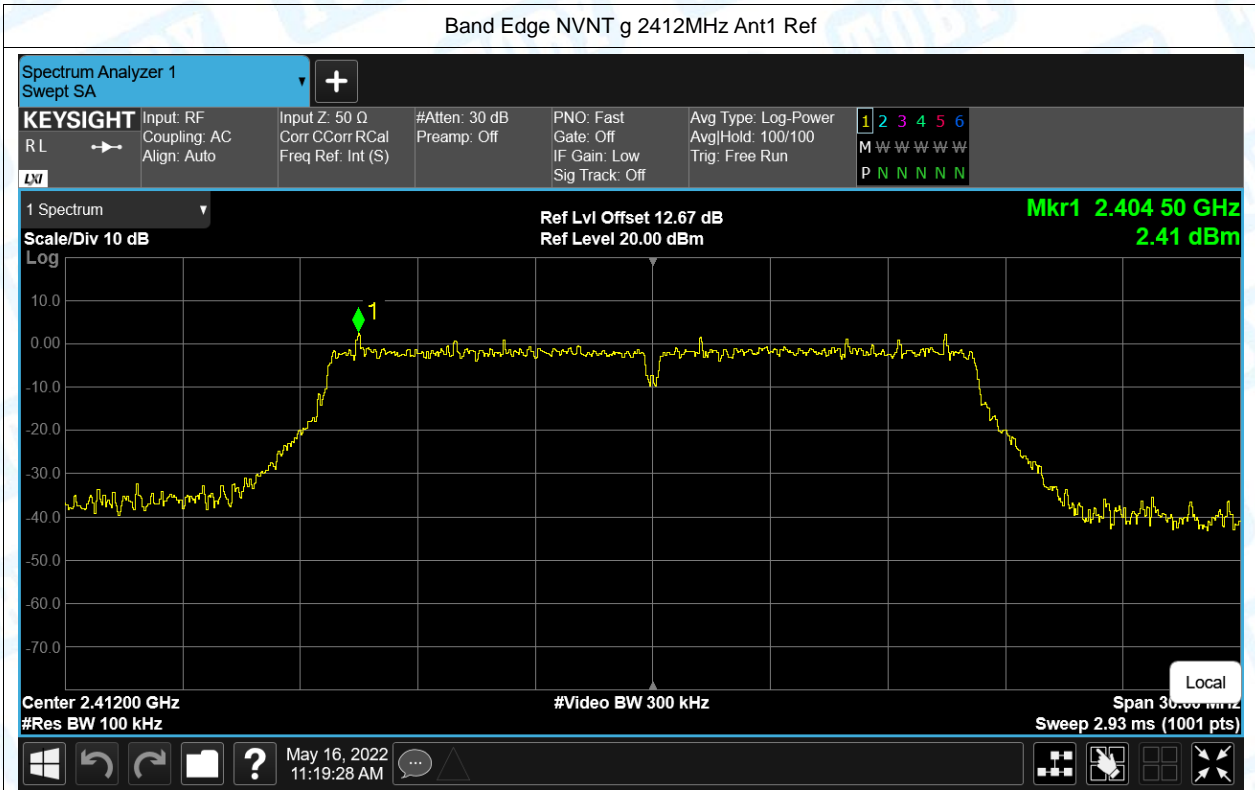 Band Edge NVNT g 2412MHz Ant1 Ref
Spectrum Analyzer 1
Swept SA
+
KEYSIGHT
RL
LXI
Input: RF
Coupling: AC
Align: Auto
Input Z: 50 Ω
Corr CCorr RCal
Freq Ref: Int (S)
#Atten: 30 dB
Preamp: Off
PNO: Fast
Gate: Off
IF Gain: Low
Sig Track: Off
Avg Type: Log-Power
Avg|Hold: 100/100
Trig: Free Run
1 2 3 4 5 6
M W W W W W
P N N N N N
1 Spectrum
Scale/Div 10 dB
Ref Lvl Offset 12.67 dB
Ref Level 20.00 dBm
Mkr1 2.404 50 GHz
2.41 dBm
Log
10.0
0.00
-10.0
-20.0
-30.0
-40.0
-50.0
-60.0
-70.0
1
Center 2.41200 GHz
#Res BW 100 kHz
#Video BW 300 kHz
Local
Span 30.00 MHz
Sweep 2.93 ms (1001 pts)
?
May 16, 2022
11:19:28 AM